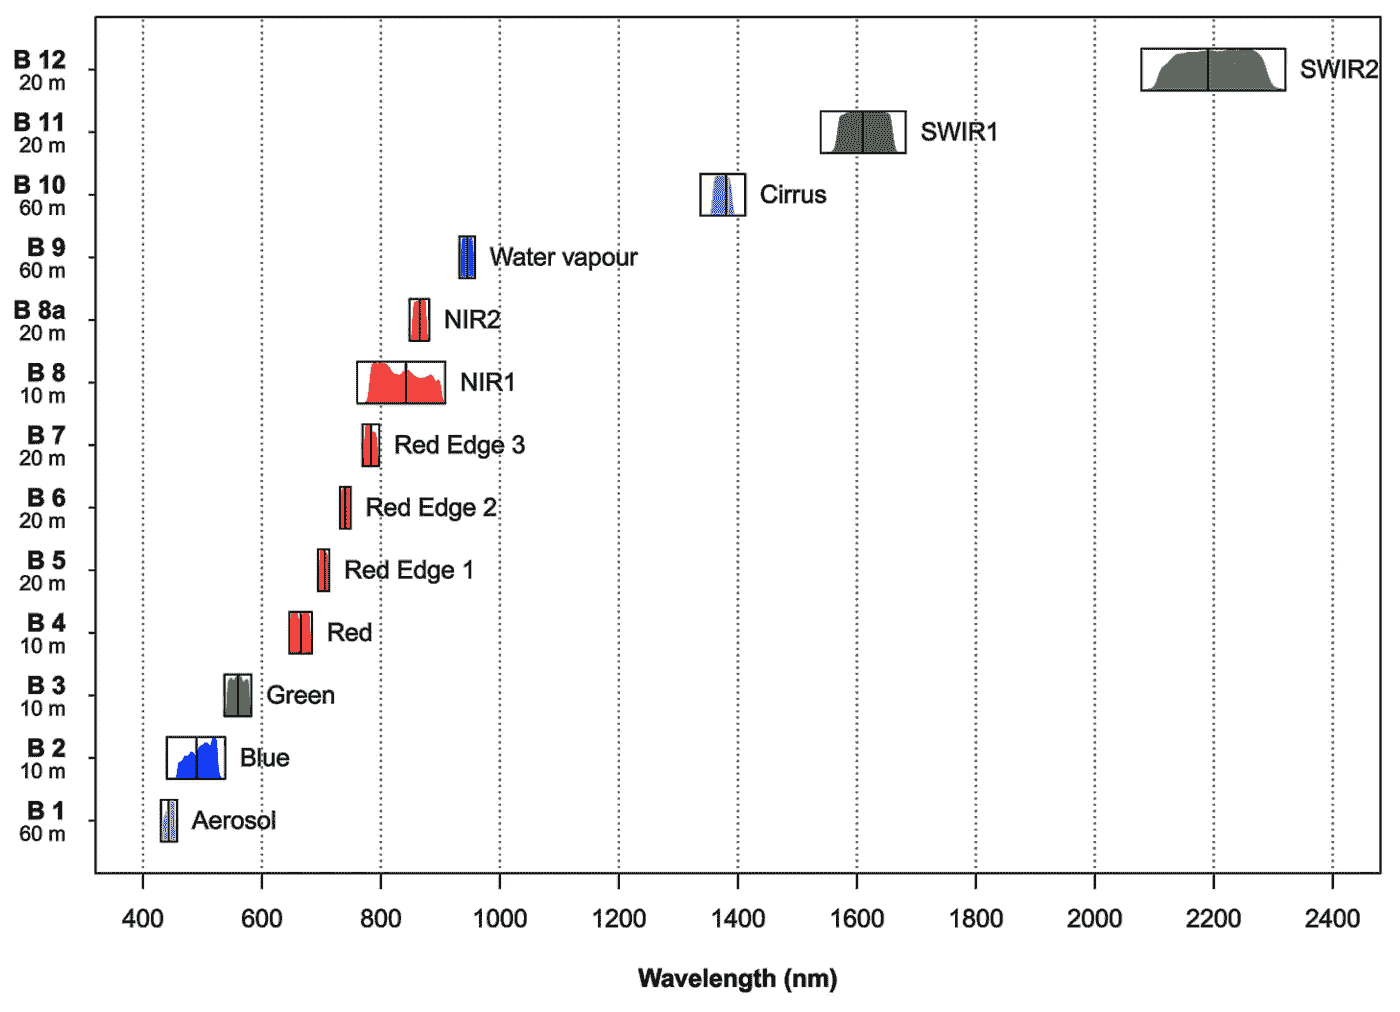 B 12
20 m
SWIR2
B 11
20 m
SWIR1
B 10
60 m
Cirrus
B 9
60 m
Water vapour
B 8a
20 m
NIR2
B 8
10 m
NIR1
B 7
20 m
Red Edge 3
B 6
20 m
Red Edge 2
B 5
20 m
Red Edge 1
B 4
10 m
Red
B 3
10 m
Green
B 2
10 m
Blue
B 1
60 m
Aerosol
400 600 800 1000 1200 1400 1600 1800 2000 2200 2400
Wavelength (nm)